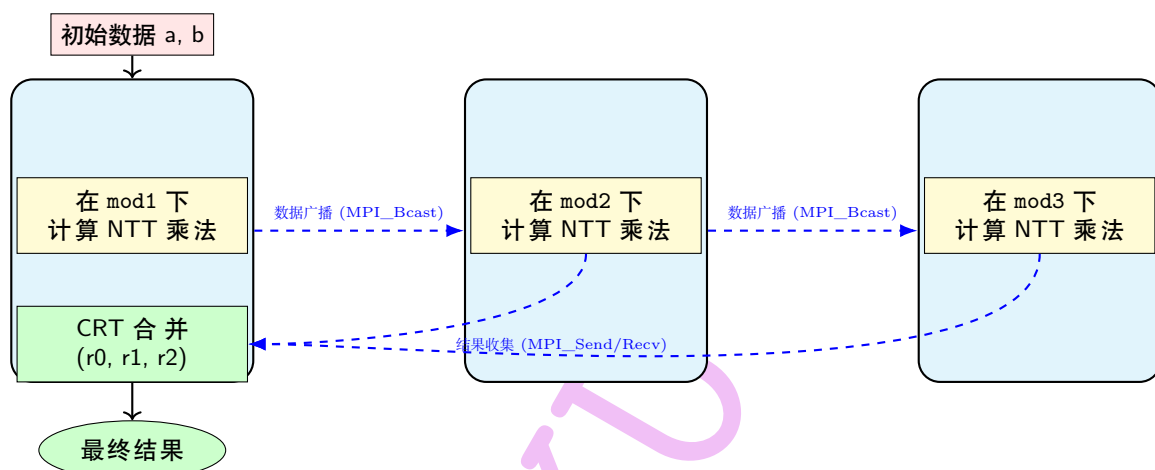 初始数据 a, b
在 mod1 下
计算 NTT 乘法
数据广播 (MPI_Bcast)
在 mod2 下
计算 NTT 乘法
数据广播 (MPI_Bcast)
在 mod3 下
计算 NTT 乘法
CRT 合并
(r0, r1, r2)
结果收集 (MPI_Send/Recv)
最终结果